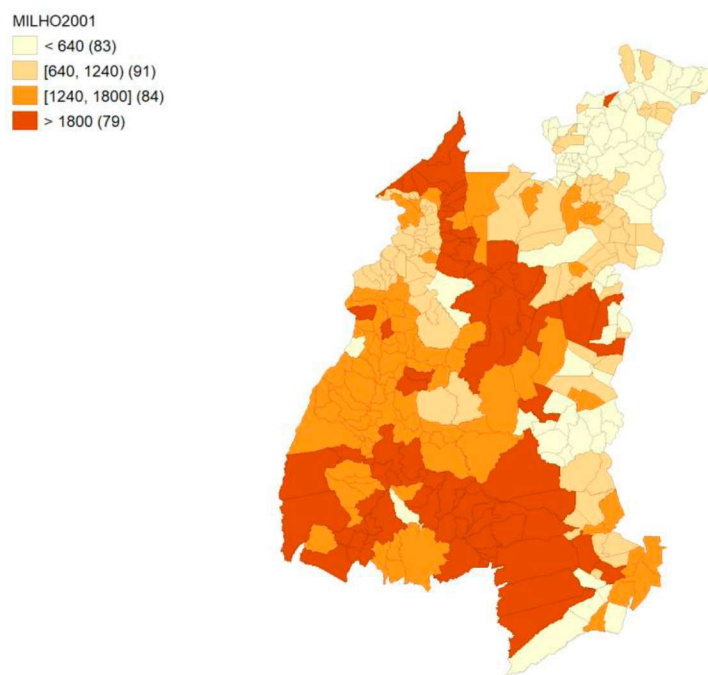 MILHO2001
< 640 (83)
[640, 1240) (91)
[1240, 1800] (84)
> 1800 (79)